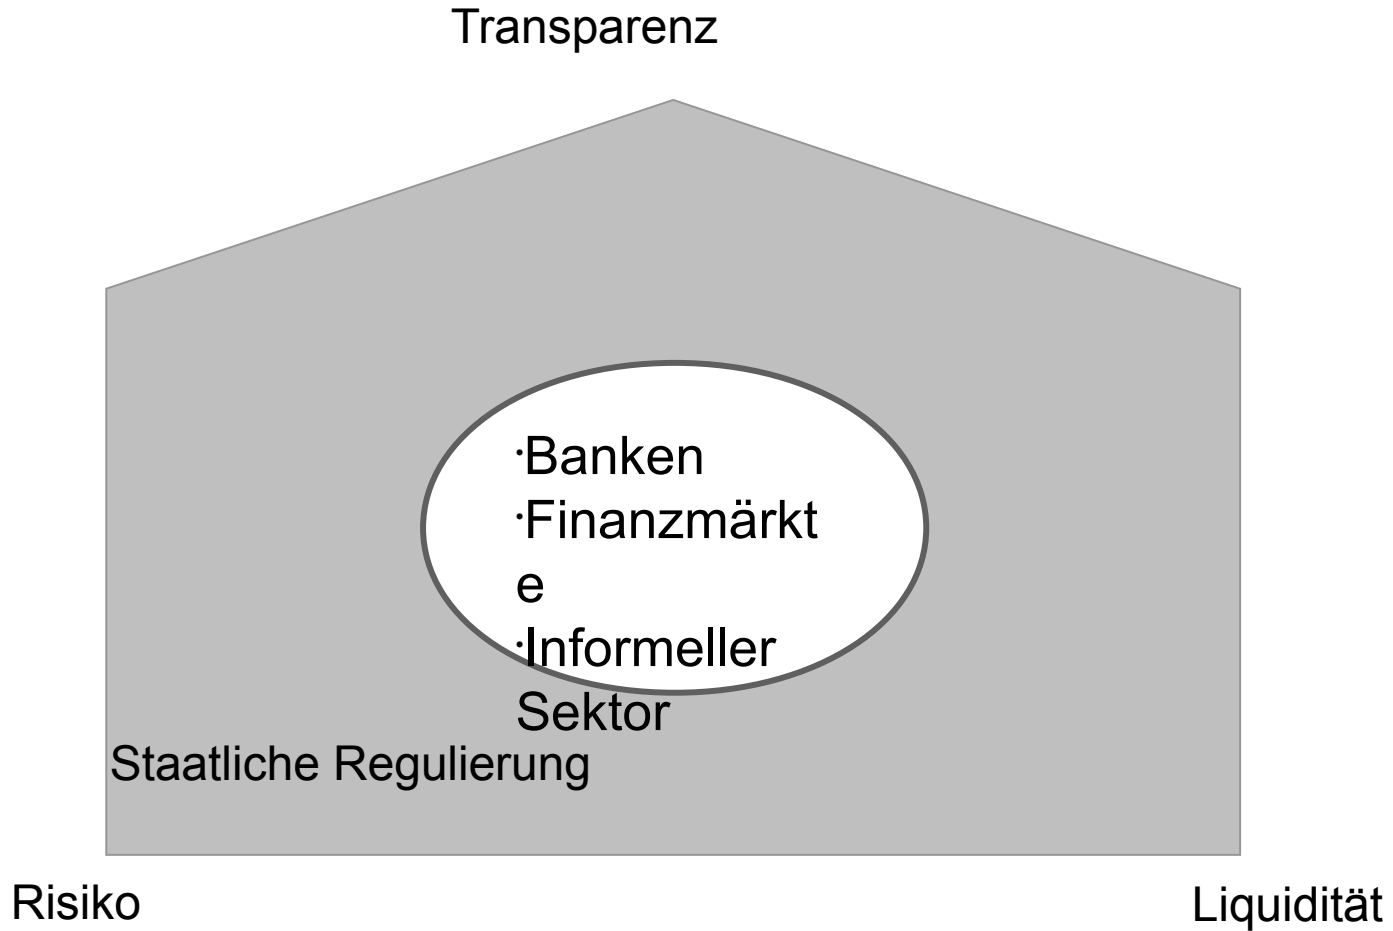 Transparenz
·Banken
·Finanzmärkt
e
·Informeller
Sektor
Staatliche Regulierung
Risiko
Liquidität